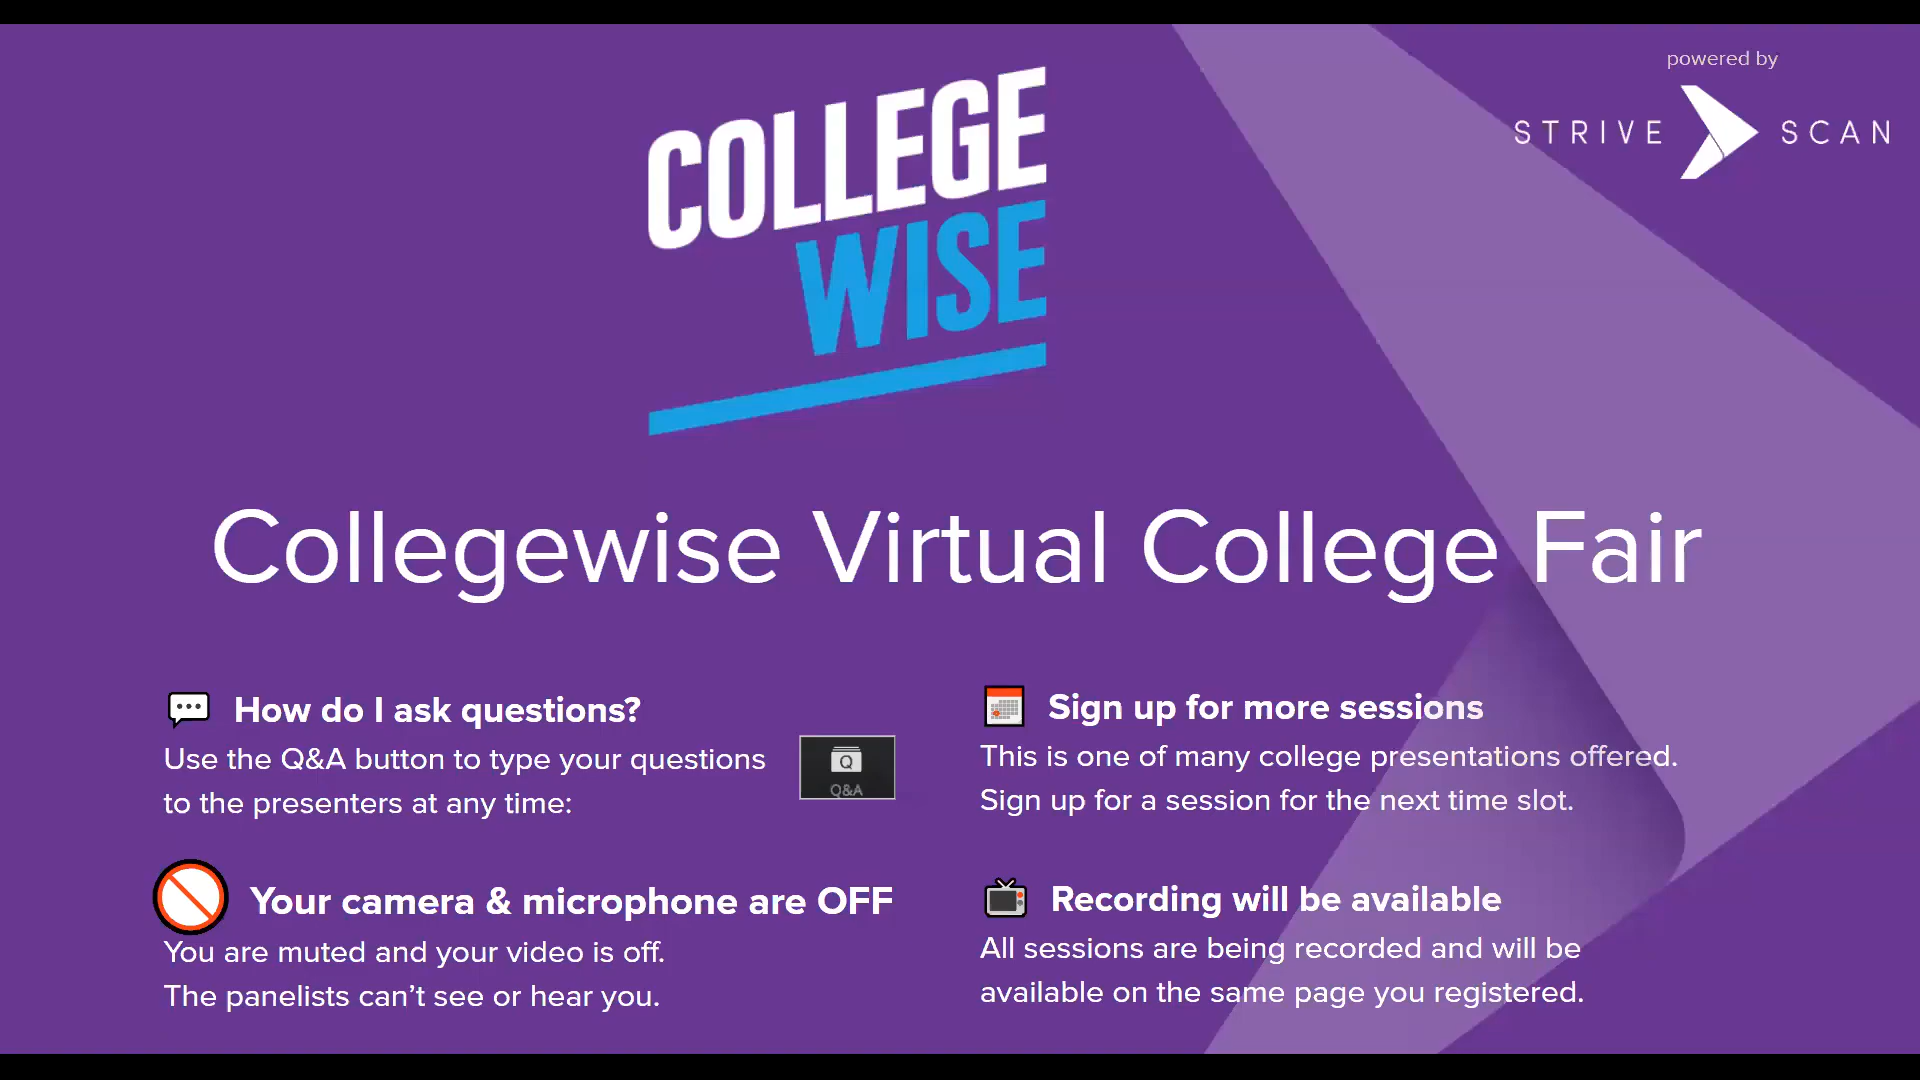 powered by
STRIVE SCAN
COLLEGE
WISE
Collegewise Virtual College Fair
How do I ask questions?
Use the Q&A button to type your questions
to the presenters at any time:
Q
Q&A
Sign up for more sessions
This is one of many college presentations offered.
Sign up for a session for the next time slot.
Your camera & microphone are OFF
You are muted and your video is off.
The panelists can’t see or hear you.
Recording will be available
All sessions are being recorded and will be
available on the same page you registered.